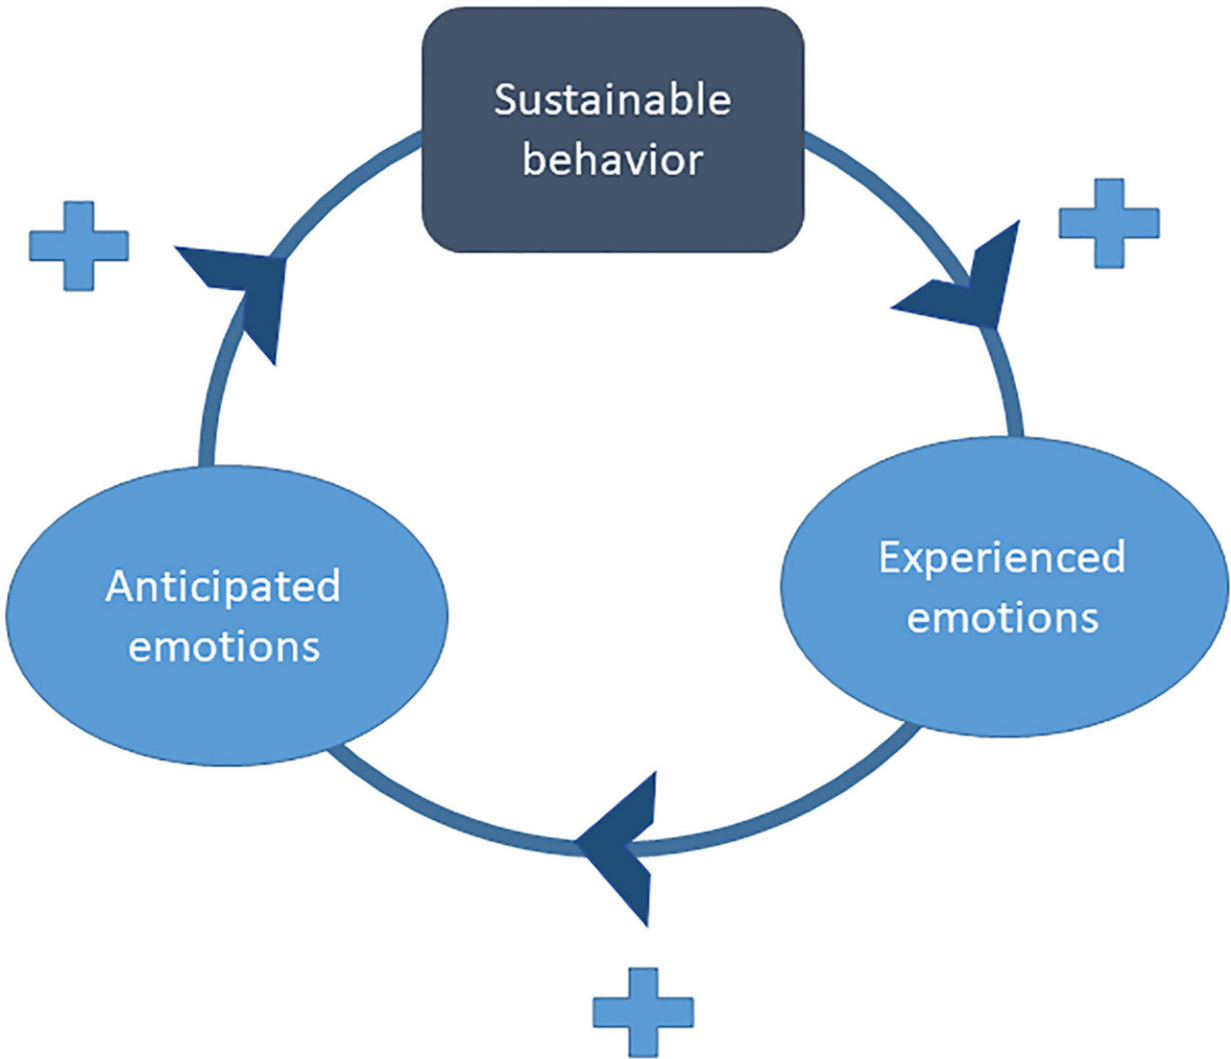 Sustainable
behavior
Anticipated
emotions
Experienced
emotions